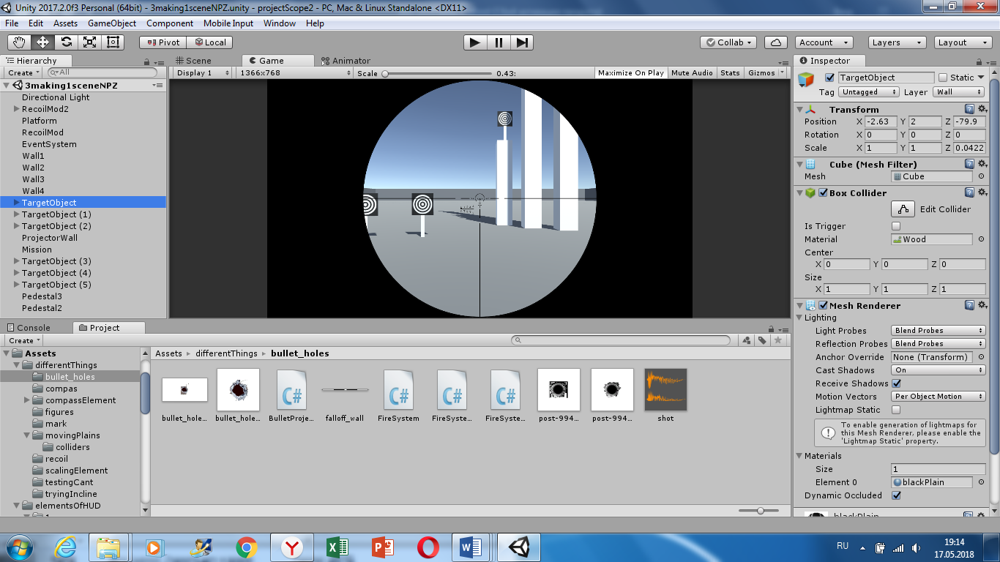 Unity 2017.2.0f3 Personal (64bit) - 3making1sceneNPZ.unity - projectScope2 - PC, Mac & Linux Standalone <DX11>
File Edit Assets GameObject Component Mobile Input Window Help
Pivot Local Collab Account Layers Layout
Hierarchy
Create All
3making1sceneNPZ
Directional Light
RecoilMod2
Platform
RecoilMod
EventSystem
Wall1
Wall2
Wall3
Wall4
TargetObject
TargetObject (1)
TargetObject (2)
ProjectorWall
Mission
TargetObject (3)
TargetObject (4)
TargetObject (5)
Pedestal3
Pedestal2
Scene Game Animator
Display 1 1366x768 Scale 0.43: Maximize On Play Mute Audio Stats Gizmos
Inspector
TargetObject Static
Tag Untagged Layer Wall
Transform
Position X -2.63 Y 2 Z -79.9
Rotation X 0 Y 0 Z 0
Scale X 1 Y 1 Z 0.0422
Cube (Mesh Filter)
Mesh Cube
Box Collider
Edit Collider
Is Trigger
Material Wood
Center
X 0 Y 0 Z 0
Size
X 1 Y 1 Z 1
Mesh Renderer
Lighting
Light Probes Blend Probes
Reflection Probes Blend Probes
Anchor Override None (Transform)
Cast Shadows On
Receive Shadows
Motion Vectors Per Object Motion
Lightmap Static
To enable generation of lightmaps for
this Mesh Renderer, please enable the
'Lightmap Static' property.
Materials
Size 1
Element 0 blackPlain
Dynamic Occluded
blackPlain
Console Project
Create
Assets
differentThings
bullet_holes
compas
compassElement
figures
mark
movingPlains
colliders
recoil
scalingElement
testingCant
tryingIncline
elementsOfHUD
Assets differentThings bullet_holes
bullet_hole... bullet_hole... BulletProje... falloff_wall FireSystem FireSyste... FireSyste... post-994... post-994... shot
RU 19:14
17.05.2018